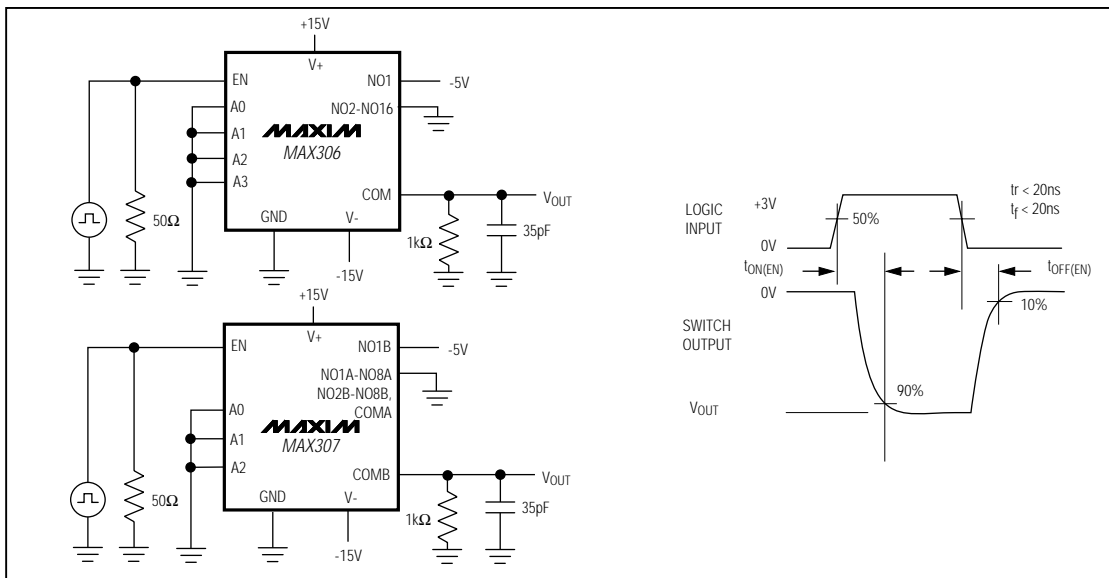 +15V
V+
EN
NO1
-5V
A0
NO2-NO16
A1
MAXIM
A2
MAX306
A3
COM
VOUT
50Ω
GND
V-
1kΩ
35pF
-15V
+15V
V+
EN
NO1B
-5V
NO1A-NO8A
NO2B-NO8B,
COMA
A0
MAXIM
A1
MAX307
A2
COMB
VOUT
50Ω
GND
V-
1kΩ
35pF
-15V
LOGIC
INPUT
+3V
50%
tr < 20ns
tf < 20ns
0V
tON(EN)
tOFF(EN)
0V
10%
SWITCH
OUTPUT
90%
VOUT